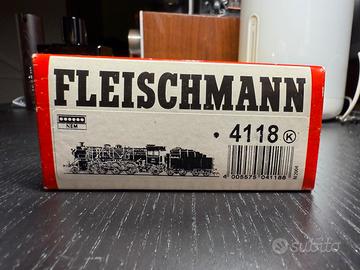 FLEISCHMANN
NEM
• 4118 K
4 005575 041188
subito